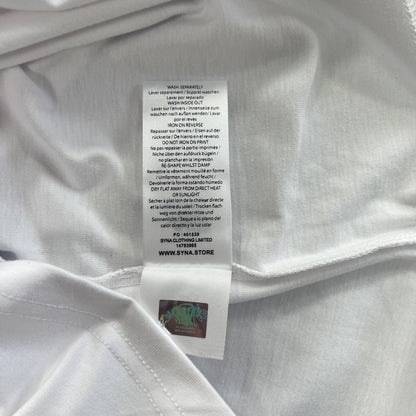 WASH SEPARATELY
Laver separement / Separat waschen
Lavar por separado
WASH INSIDE OUT
Laver sur l'envers / Innenseite zum
waschen nach außen wenden/ Lavar
por el revés
IRON ON REVERSE
Repasser sur l'envers / Eisen auf der
rückseite / De hierro en el reverso
DO NOT IRON ON PRINT
Ne pas repasser la partie imprimée /
Niche über den aufdruck bügeln /
no planchar en la impresión
RE-SHAPE WHILST DAMP
Remettre le vêtement mouillé en forme
/ Umformen, während feucht /
Devolverle la forma estando húmedo
DRY FLAT AWAY FROM DIRECT HEAT
OR SUNLIGHT
Sécher à plat loin de la chaleur directe
et la lumière du soleil / Trocken flach
weg von direkter Hitze und
Sonnenlicht / Seque a lo plano del
calor directo y la luz solar
PO: 401539
SYNA CLOTHING LIMITED
14763965
WWW.SYNA.STORE